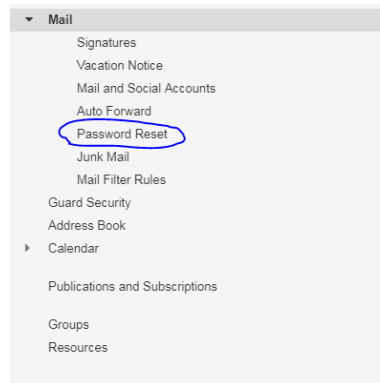 Mail
Signatures
Vacation Notice
Mail and Social Accounts
Auto Forward
Password Reset
Junk Mail
Mail Filter Rules
Guard Security
Address Book
Calendar
Publications and Subscriptions
Groups
Resources